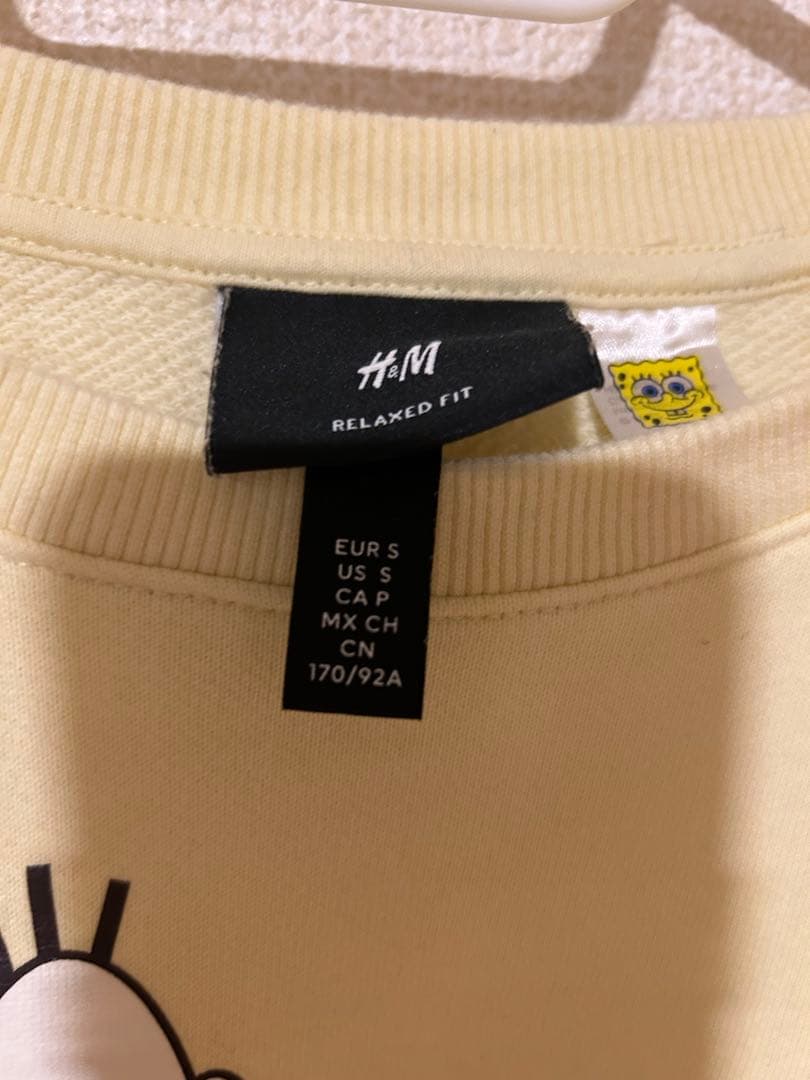 H&M
RELAXED FIT
EUR S
US S
CA P
MX CH
CN
170/92A